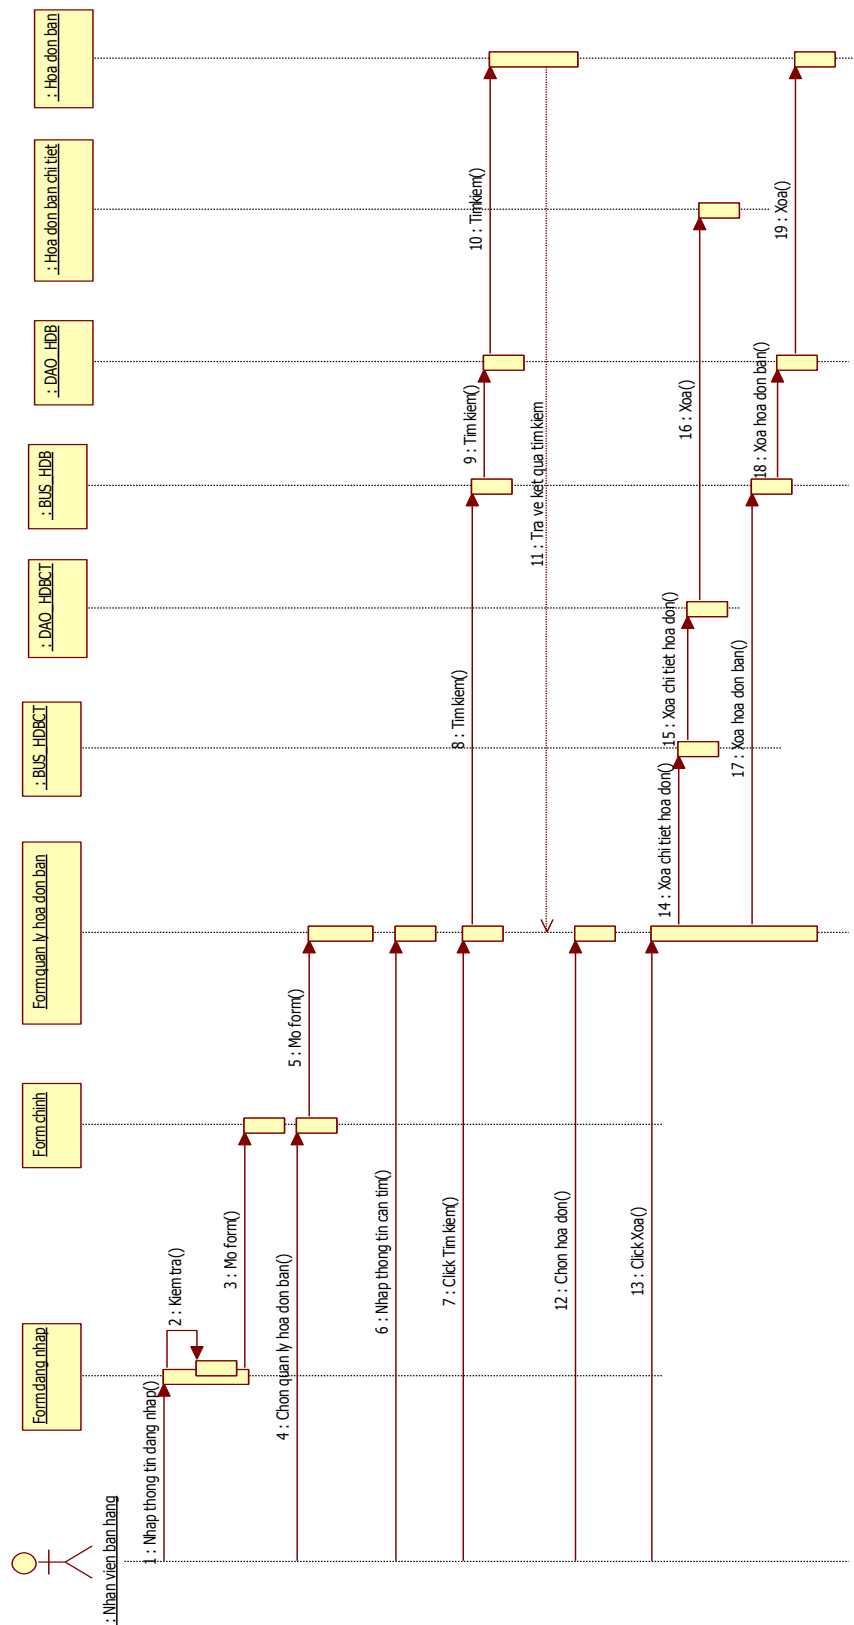 : Nhan vien ban hang
Form dang nhap
Form chinh
Form quan ly hoa don ban
: BUS_HDBCT
: DAO_HDBCT
: BUS_HDB
: DAO_HDB
: Hoa don ban chi tiet
: Hoa don ban
1 : Nhap thong tin dang nhap()
2 : Kiem tra()
3 : Mo form()
4 : Chon quan ly hoa don ban()
5 : Mo form()
6 : Nhap thong tin can tim()
7 : Click Tim kiem()
8 : Timkiem()
9 : Tim kiem()
10 : Timkiem()
11 : Tra ve ket qua tim kiem
12 : Chon hoa don()
13 : Click Xoa()
14 : Xoa chi tiet hoa don()
15 : Xoa chi tiet hoa don()
16 : Xoa()
17 : Xoa hoa don ban()
18 : Xoa hoa don ban()
19 : Xoa()